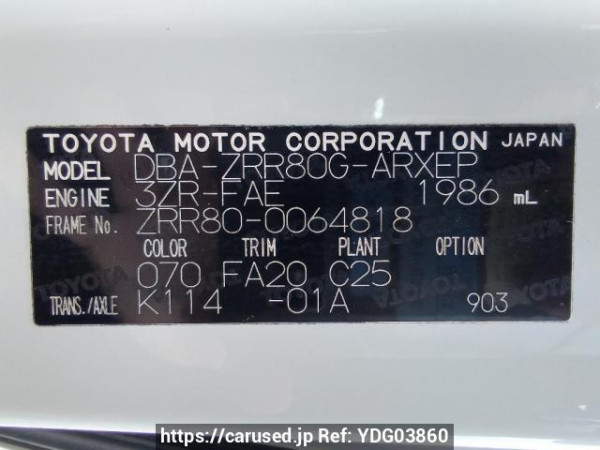 TOYOTA MOTOR CORPORATION JAPAN
MODEL DBA-ZRR80G-ARXEP
ENGINE 3ZR-FAE 1986 mL
FRAME No. ZRR80-0064818
COLOR TRIM PLANT OPTION
070 FA20 C25
TRANS./AXLE K114 -01A 903
https://carused.jp Ref: YDG03860